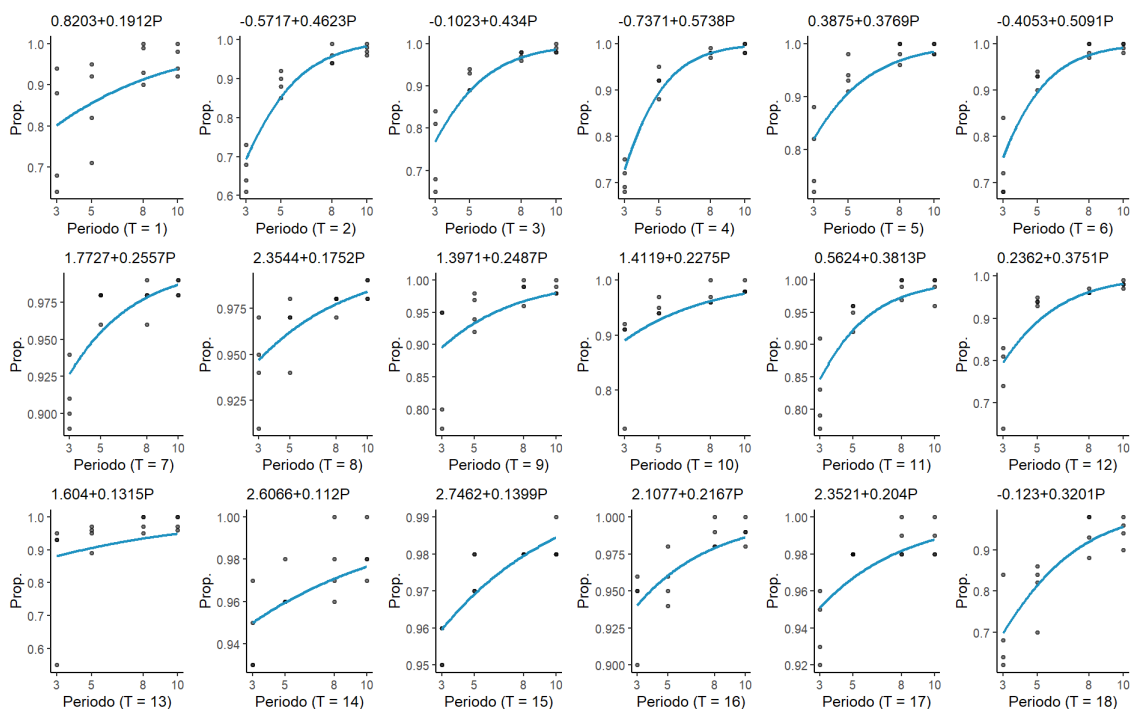 0.8203+0.1912P
Prop.
1.0
0.9
0.8
0.7
3 5 8 10
Periodo (T = 1)
-0.5717+0.4623P
Prop.
1.0
0.9
0.8
0.7
0.6
3 5 8 10
Periodo (T = 2)
-0.1023+0.434P
Prop.
1.0
0.9
0.8
0.7
3 5 8 10
Periodo (T = 3)
-0.7371+0.5738P
Prop.
1.0
0.9
0.8
0.7
3 5 8 10
Periodo (T = 4)
0.3875+0.3769P
Prop.
1.0
0.9
0.8
3 5 8 10
Periodo (T = 5)
-0.4053+0.5091P
Prop.
1.0
0.9
0.8
0.7
3 5 8 10
Periodo (T = 6)
1.7727+0.2557P
Prop.
0.975
0.950
0.925
0.900
3 5 8 10
Periodo (T = 7)
2.3544+0.1752P
Prop.
0.975
0.950
0.925
3 5 8 10
Periodo (T = 8)
1.3971+0.2487P
Prop.
1.00
0.95
0.90
0.85
0.80
3 5 8 10
Periodo (T = 9)
1.4119+0.2275P
Prop.
1.0
0.9
0.8
3 5 8 10
Periodo (T = 10)
0.5624+0.3813P
Prop.
1.00
0.95
0.90
0.85
0.80
3 5 8 10
Periodo (T = 11)
0.2362+0.3751P
Prop.
1.0
0.9
0.8
0.7
3 5 8 10
Periodo (T = 12)
1.604+0.1315P
Prop.
1.0
0.9
0.8
0.7
0.6
3 5 8 10
Periodo (T = 13)
2.6066+0.112P
Prop.
1.00
0.98
0.96
0.94
3 5 8 10
Periodo (T = 14)
2.7462+0.1399P
Prop.
0.99
0.98
0.97
0.96
0.95
3 5 8 10
Periodo (T = 15)
2.1077+0.2167P
Prop.
1.000
0.975
0.950
0.925
0.900
3 5 8 10
Periodo (T = 16)
2.3521+0.204P
Prop.
1.00
0.98
0.96
0.94
0.92
3 5 8 10
Periodo (T = 17)
-0.123+0.3201P
Prop.
0.9
0.8
0.7
3 5 8 10
Periodo (T = 18)